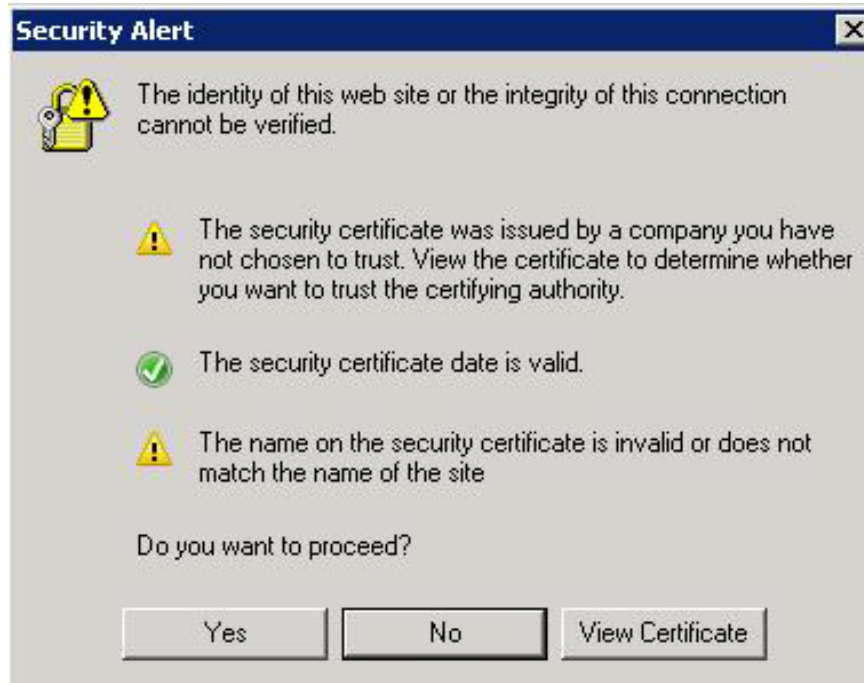 Security Alert
The identity of this web site or the integrity of this connection
cannot be verified.
The security certificate was issued by a company you have
not chosen to trust. View the certificate to determine whether
you want to trust the certifying authority.
The security certificate date is valid.
The name on the security certificate is invalid or does not
match the name of the site
Do you want to proceed?
Yes
No
View Certificate